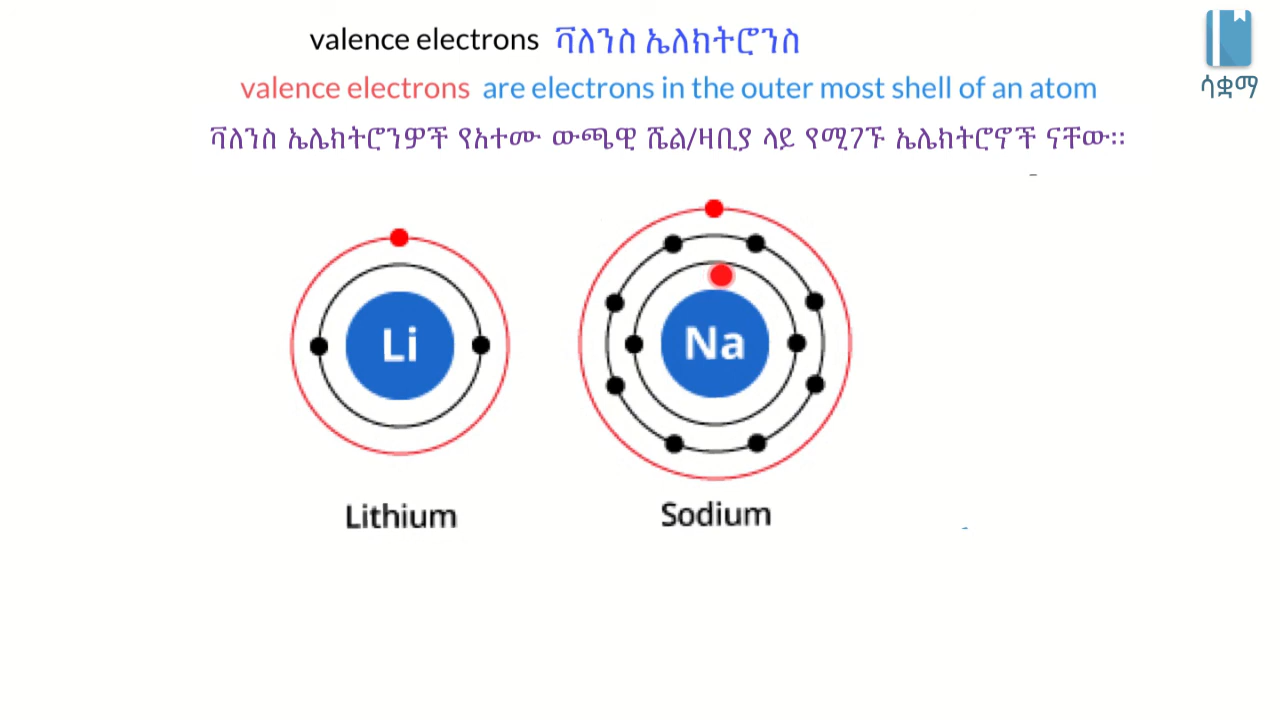 valence electrons ቫለንስ ኤለክትሮንስ
valence electrons are electrons in the outer most shell of an atom
ቫለንስ ኤሌክትሮንዎች የአተሙ ውጫዊ ሼል/ዛቢያ ላይ የሚገኙ ኤሌክትሮኖች ናቸው፡፡
ሳቋማ
Li
Na
Lithium
Sodium